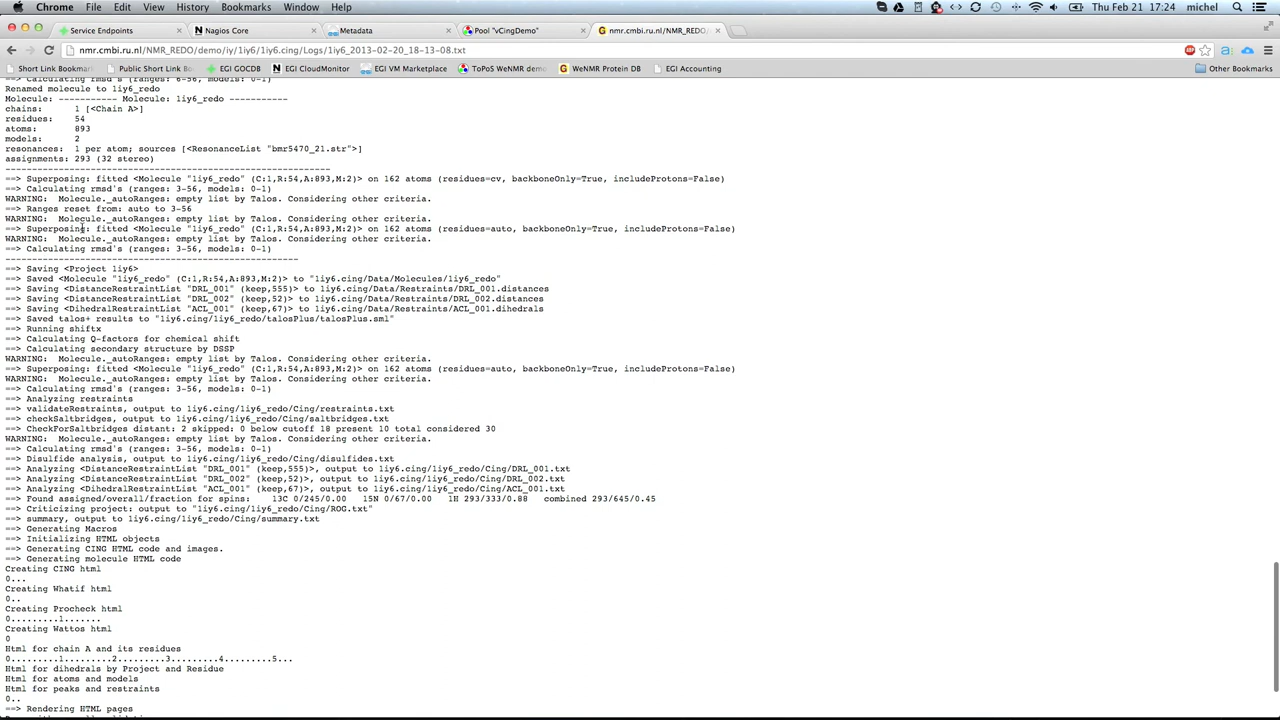 Chrome File Edit View History Bookmarks Window Help Thu Feb 21 17:24 michel
Service Endpoints Nagios Core Metadata Pool "vCingDemo" nmr.cmbi.ru.nl/NMR_REDO/d
nmr.cmbi.ru.nl/NMR_REDO/demo/iy/1iy6/1iy6.cing/Logs/1iy6_2013-02-20_18-13-08.txt
Short Link Bookmar Public Short Link Bo EGI GOCDB EGI CloudMonitor EGI VM Marketplace ToPoS WeNMR demo WeNMR Protein DB EGI Accounting Other Bookmarks
==> Calculating rmsd's (ranges: 6-56, models: 0-1)
Renamed molecule to 1iy6_redo
Molecule: ----------- Molecule: 1iy6_redo -----------
chains: 1 [<Chain A>]
residues: 54
atoms: 893
models: 2
resonances: 1 per atom; sources [<ResonanceList "bmr5470_21.str">]
assignments: 293 (32 stereo)
---------------------------------------------------------------
==> Superposing: fitted <Molecule "1iy6_redo" (C:1,R:54,A:893,M:2)> on 162 atoms (residues=cv, backboneOnly=True, includeProtons=False)
==> Calculating rmsd's (ranges: 3-56, models: 0-1)
WARNING: Molecule._autoRanges: empty list by Talos. Considering other criteria.
==> Ranges reset from: auto to 3-56
WARNING: Molecule._autoRanges: empty list by Talos. Considering other criteria.
==> Superposing: fitted <Molecule "1iy6_redo" (C:1,R:54,A:893,M:2)> on 162 atoms (residues=auto, backboneOnly=True, includeProtons=False)
WARNING: Molecule._autoRanges: empty list by Talos. Considering other criteria.
==> Calculating rmsd's (ranges: 3-56, models: 0-1)
---------------------------------------------------------
==> Saving <Project 1iy6>
==> Saved <Molecule "1iy6_redo" (C:1,R:54,A:893,M:2)> to "1iy6.cing/Data/Molecules/1iy6_redo"
==> Saving <DistanceRestraintList "DRL_001" (keep,555)> to 1iy6.cing/Data/Restraints/DRL_001.distances
==> Saving <DistanceRestraintList "DRL_002" (keep,52)> to 1iy6.cing/Data/Restraints/DRL_002.distances
==> Saving <DihedralRestraintList "ACL_001" (keep,67)> to 1iy6.cing/Data/Restraints/ACL_001.dihedrals
==> Saved talos+ results to "1iy6.cing/1iy6_redo/talosPlus/talosPlus.sml"
==> Running shiftx
==> Calculating Q-factors for chemical shift
==> Calculating secondary structure by DSSP
WARNING: Molecule._autoRanges: empty list by Talos. Considering other criteria.
==> Superposing: fitted <Molecule "1iy6_redo" (C:1,R:54,A:893,M:2)> on 162 atoms (residues=auto, backboneOnly=True, includeProtons=False)
WARNING: Molecule._autoRanges: empty list by Talos. Considering other criteria.
==> Calculating rmsd's (ranges: 3-56, models: 0-1)
==> Analyzing restraints
==> validateRestraints, output to 1iy6.cing/1iy6_redo/Cing/restraints.txt
==> checkSaltbridges, output to 1iy6.cing/1iy6_redo/Cing/saltbridges.txt
==> CheckForSaltbridges distant: 2 skipped: 0 below cutoff 18 present 10 total considered 30
WARNING: Molecule._autoRanges: empty list by Talos. Considering other criteria.
==> Calculating rmsd's (ranges: 3-56, models: 0-1)
==> Disulfide analysis, output to 1iy6.cing/1iy6_redo/Cing/disulfides.txt
==> Analyzing <DistanceRestraintList "DRL_001" (keep,555)>, output to 1iy6.cing/1iy6_redo/Cing/DRL_001.txt
==> Analyzing <DistanceRestraintList "DRL_002" (keep,52)>, output to 1iy6.cing/1iy6_redo/Cing/DRL_002.txt
==> Analyzing <DihedralRestraintList "ACL_001" (keep,67)>, output to 1iy6.cing/1iy6_redo/Cing/ACL_001.txt
==> Found assigned/overall/fraction for spins: 13C 0/245/0.00 15N 0/67/0.00 1H 293/333/0.88 combined 293/645/0.45
==> Criticizing project: output to "1iy6.cing/1iy6_redo/Cing/ROG.txt"
==> summary, output to 1iy6.cing/1iy6_redo/Cing/summary.txt
==> Generating Macros
==> Initializing HTML objects
==> Generating CING HTML code and images.
==> Generating molecule HTML code
Creating CING html
0...
Creating Whatif html
0..
Creating Procheck html
0.........1.......
Creating Wattos html
0
Html for chain A and its residues
0.........1.........2.........3.........4.........5...
Html for dihedrals by Project and Residue
Html for atoms and models
Html for peaks and restraints
0..
==> Rendering HTML pages